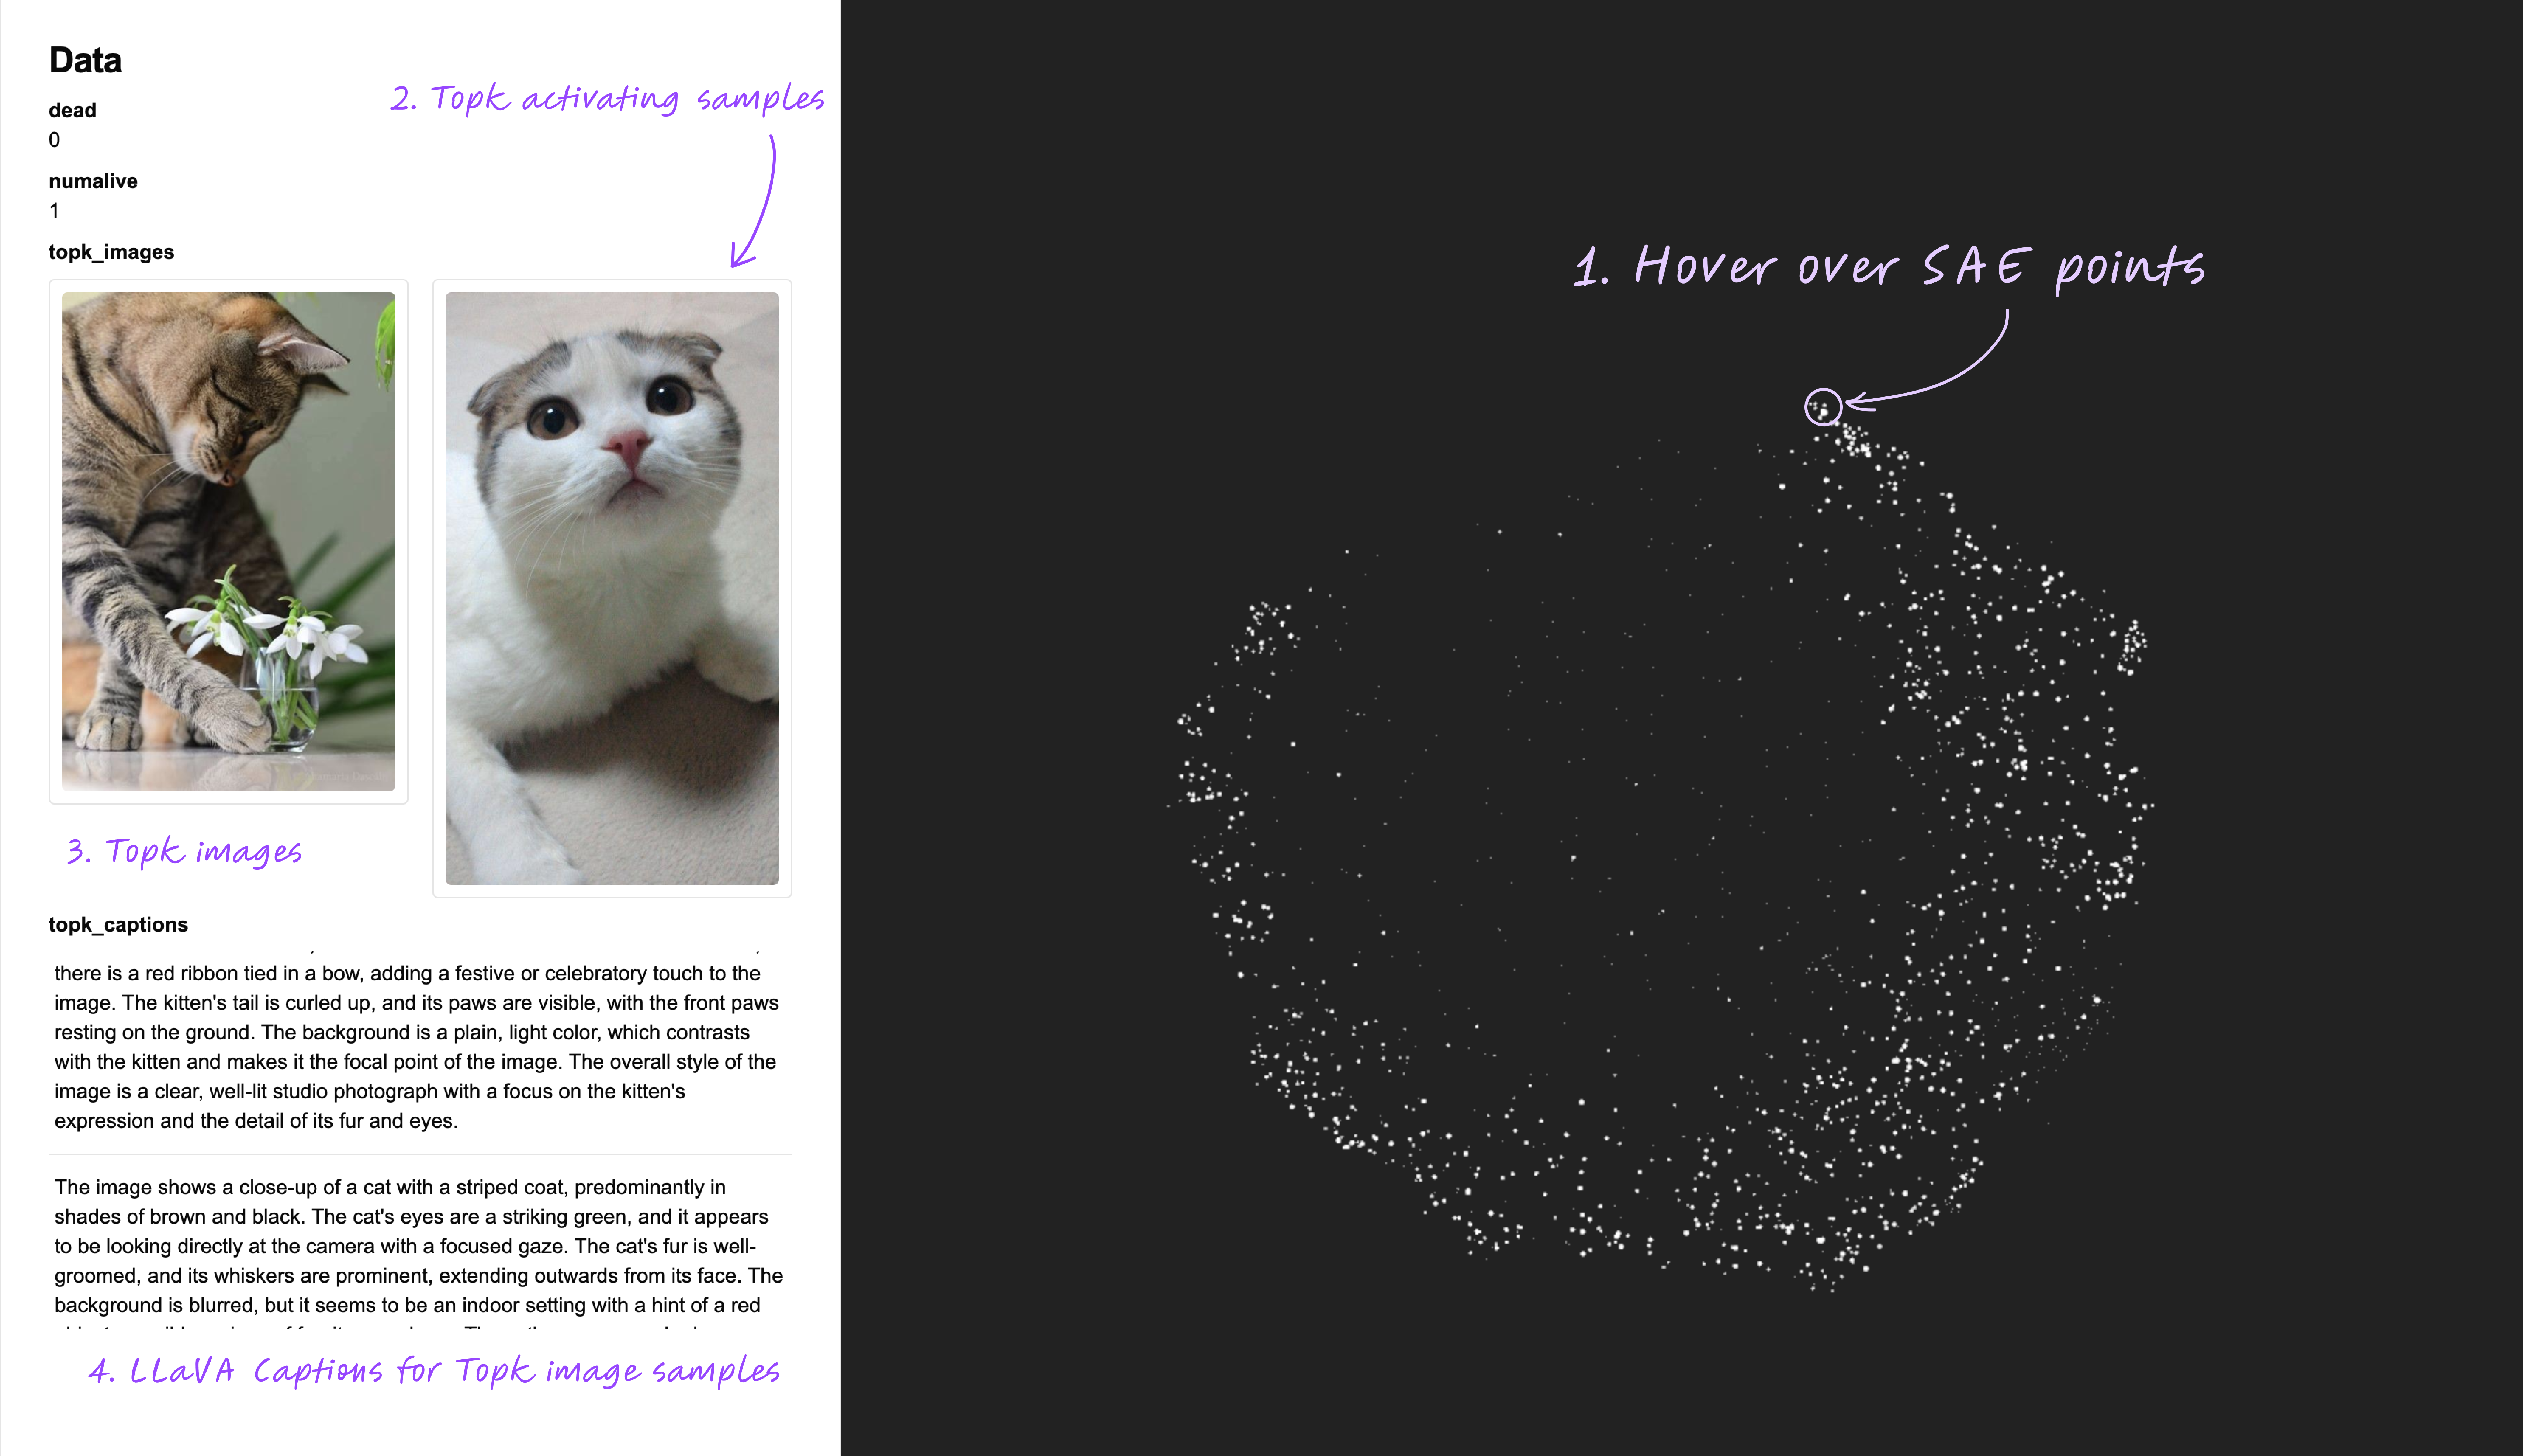 Data
dead
0
2. Topk activating samples
numalive
1
topk_images
1. Hover over SAE points
3. Topk images
topk_captions
there is a red ribbon tied in a bow, adding a festive or celebratory touch to the
image. The kitten's tail is curled up, and its paws are visible, with the front paws
resting on the ground. The background is a plain, light color, which contrasts
with the kitten and makes it the focal point of the image. The overall style of the
image is a clear, well-lit studio photograph with a focus on the kitten's
expression and the detail of its fur and eyes.
The image shows a close-up of a cat with a striped coat, predominantly in
shades of brown and black. The cat's eyes are a striking green, and it appears
to be looking directly at the camera with a focused gaze. The cat's fur is well-
groomed, and its whiskers are prominent, extending outwards from its face. The
background is blurred, but it seems to be an indoor setting with a hint of a red
4. LLaVA Captions for Topk image samples